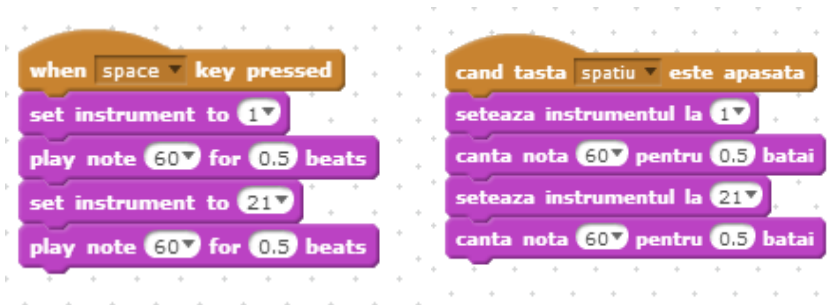 when space key pressed
set instrument to 1
play note 60 for 0.5 beats
set instrument to 21
play note 60 for 0.5 beats
cand tasta spatiu este apasata
seteaza instrumentul la 1
canta nota 60 pentru 0.5 batai
seteaza instrumentul la 21
canta nota 60 pentru 0.5 batai